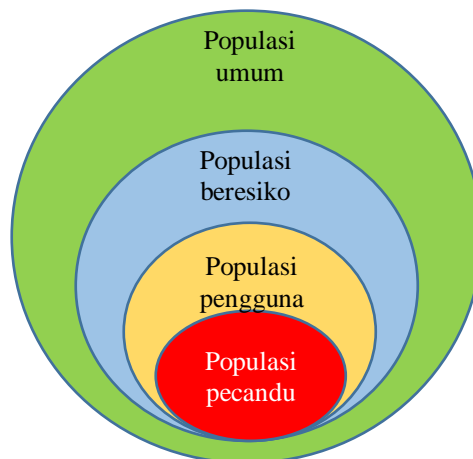 Populasi
umum
Populasi
beresiko
Populasi
pengguna
Populasi
pecandu